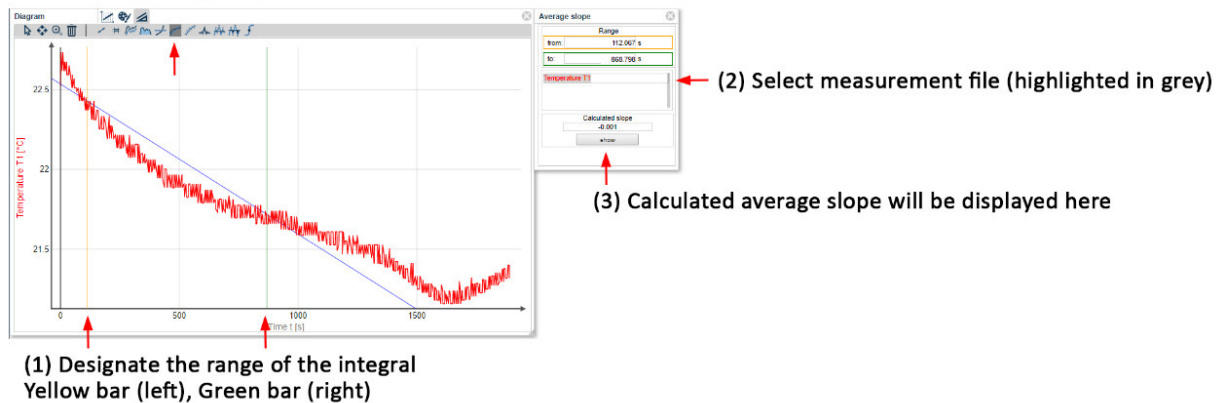 Diagram
Average slope
Range
from: 112.067 s
to: 868.798 s
Temperature T1
Calculated slope
-0.001
show
(2) Select measurement file (highlighted in grey)
(3) Calculated average slope will be displayed here
Temperature T1 [°C]
22.5
22
21.5
0 500 1000 1500
Time t [s]
(1) Designate the range of the integral
Yellow bar (left), Green bar (right)